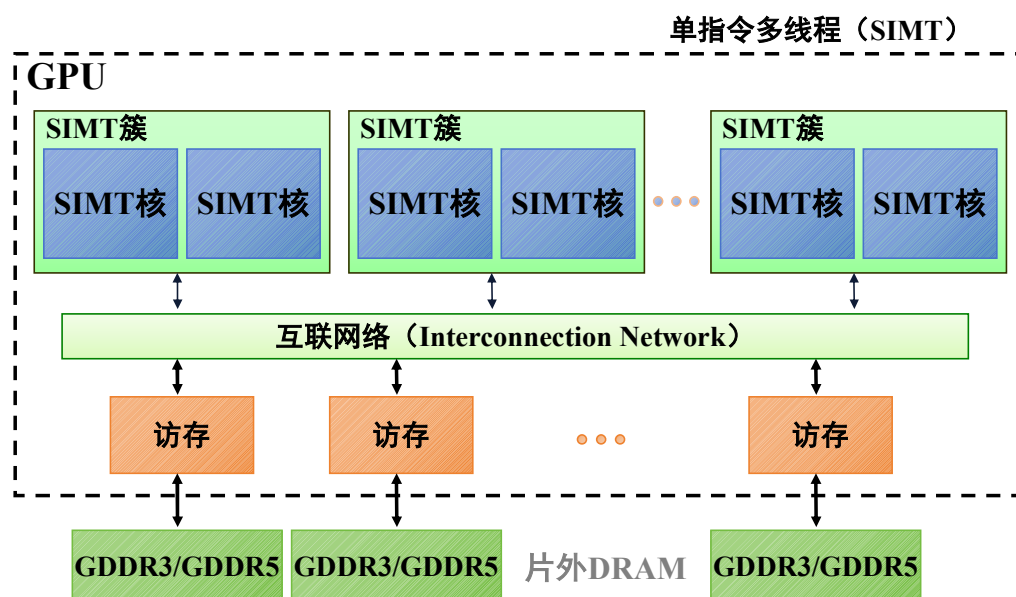 单指令多线程（SIMT）
GPU
SIMT簇
SIMT核
SIMT核
SIMT簇
SIMT核
SIMT核
SIMT簇
SIMT核
SIMT核
互联网络（Interconnection Network）
访存
访存
访存
GDDR3/GDDR5
GDDR3/GDDR5
片外DRAM
GDDR3/GDDR5